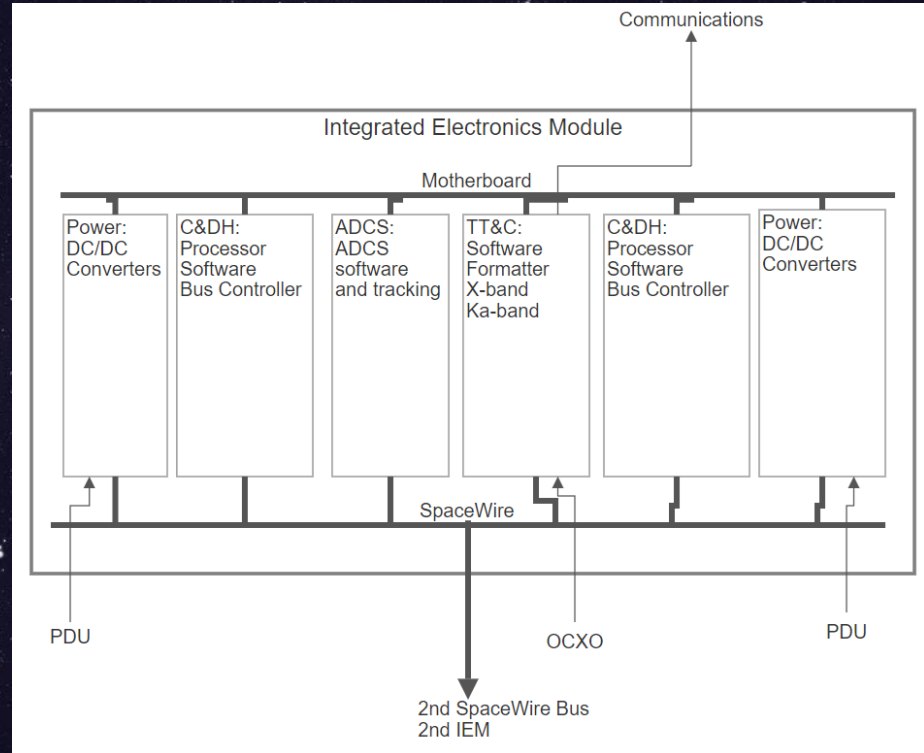 Communications
Integrated Electronics Module
Motherboard
Power:
DC/DC
Converters
C&DH:
Processor
Software
Bus Controller
ADCS:
ADCS
software
and tracking
TT&C:
Software
Formatter
X-band
Ka-band
C&DH:
Processor
Software
Bus Controller
Power:
DC/DC
Converters
SpaceWire
PDU
OCXO
PDU
2nd SpaceWire Bus
2nd IEM